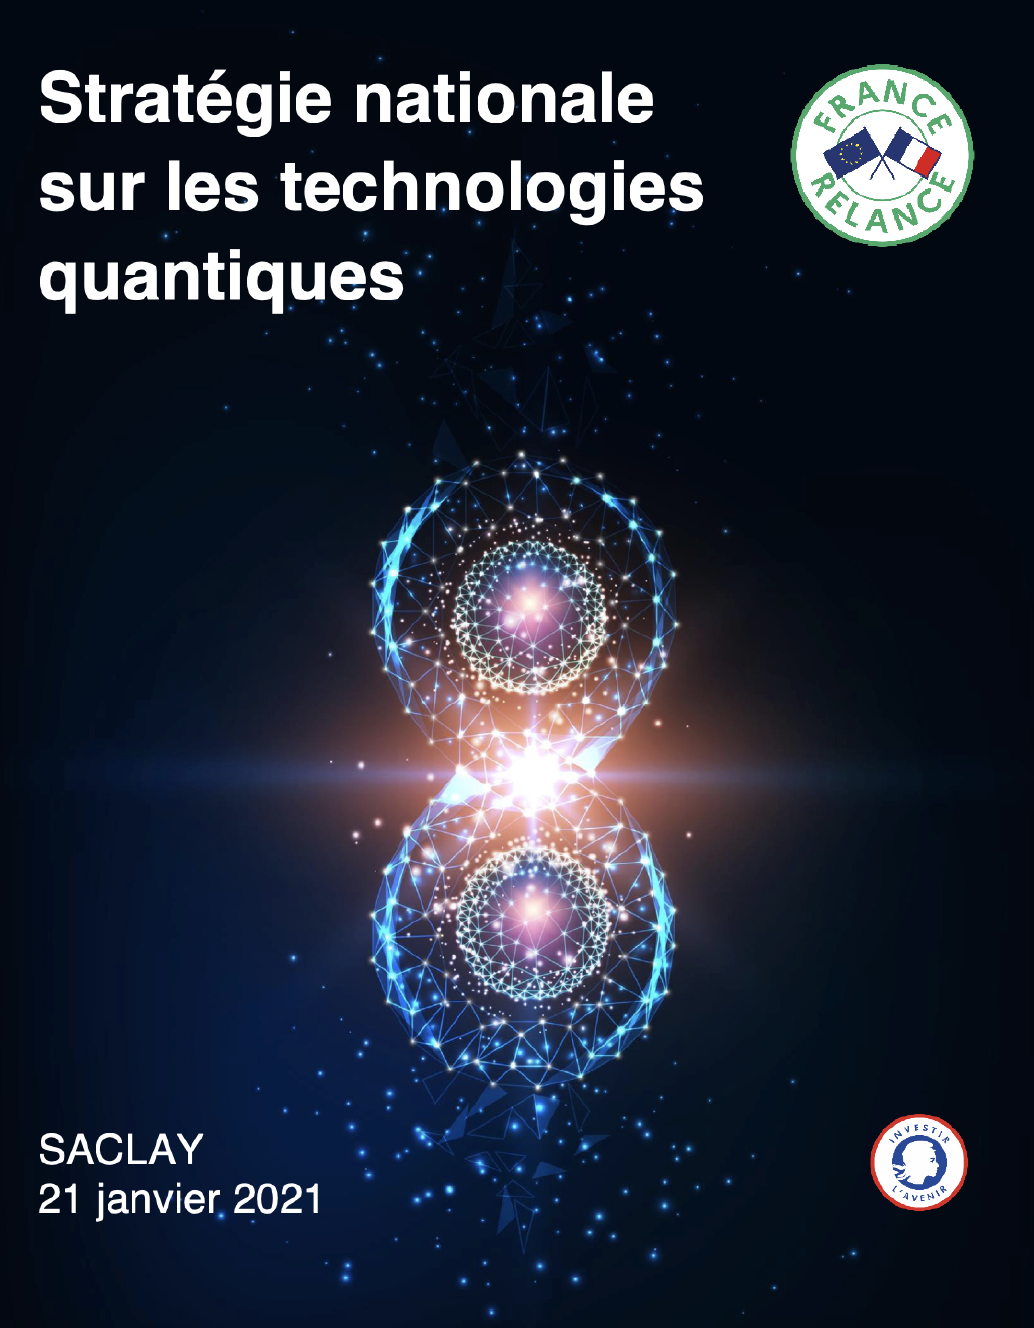 Stratégie nationale
sur les technologies
quantiques
FRANCE
RELANCE
SACLAY
21 janvier 2021
INVESTIR
L'AVENIR